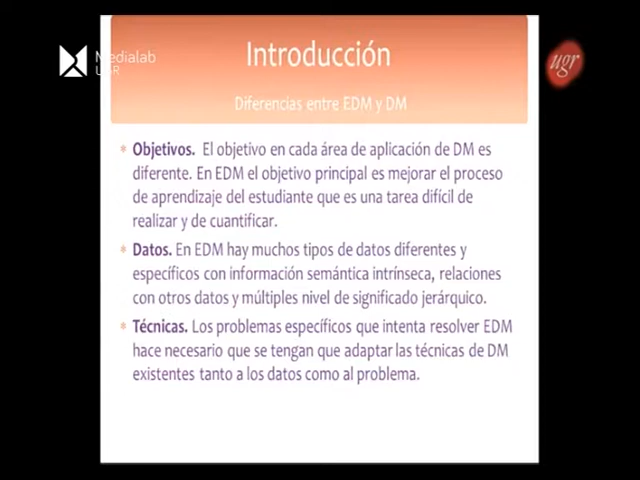 Medialab
UGR
ugr
Introducción
Diferencias entre EDM y DM
* Objetivos. El objetivo en cada área de aplicación de DM es
diferente. En EDM el objetivo principal es mejorar el proceso
de aprendizaje del estudiante que es una tarea difícil de
realizar y de cuantificar.
* Datos. En EDM hay muchos tipos de datos diferentes y
específicos con información semántica intrínseca, relaciones
con otros datos y múltiples nivel de significado jerárquico.
* Técnicas. Los problemas específicos que intenta resolver EDM
hace necesario que se tengan que adaptar las técnicas de DM
existentes tanto a los datos como al problema.